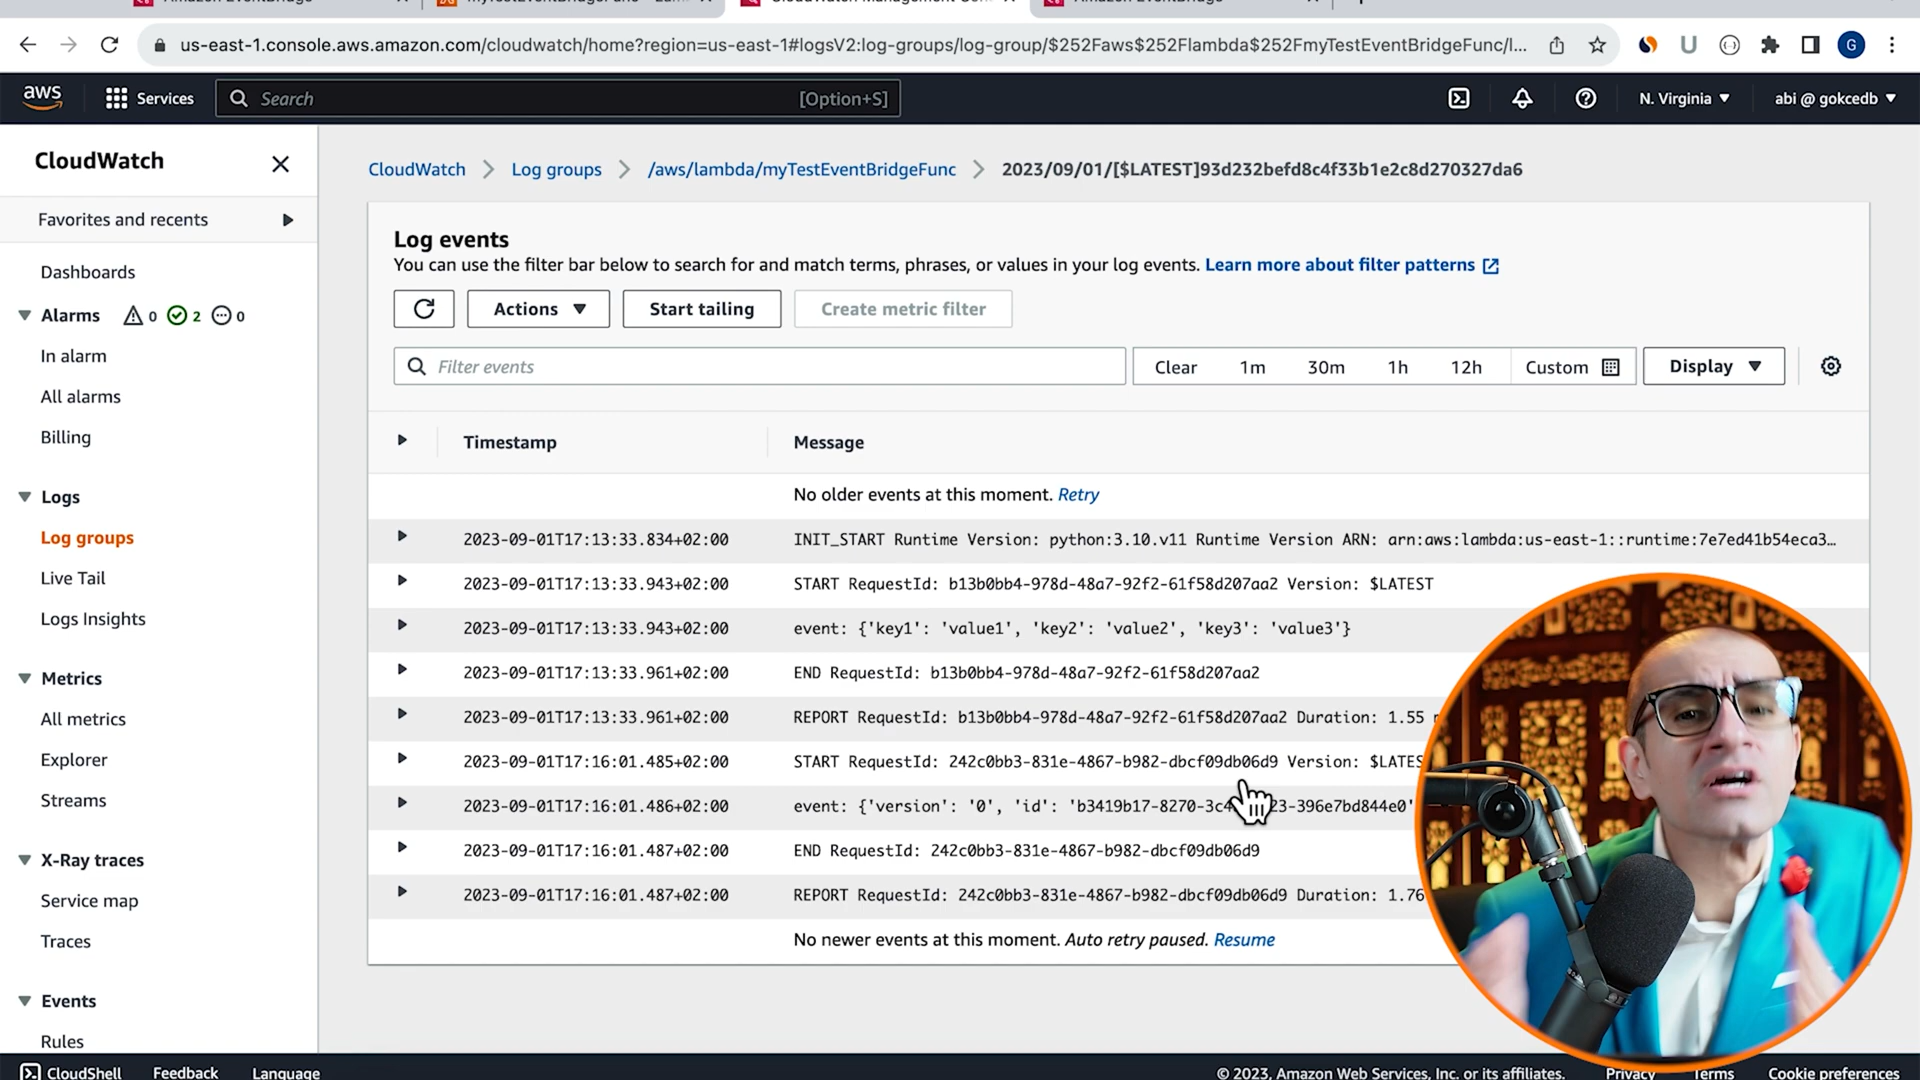 us-east-1.console.aws.amazon.com/cloudwatch/home?region=us-east-1#logsV2:log-groups/log-group/$252Faws$252Flambda$252FmyTestEventBridgeFunc/l...
G
aws
Services
Search
[Option+S]
N. Virginia
abi @ gokcedb
CloudWatch
Favorites and recents
Dashboards
Alarms 0 2 0
In alarm
All alarms
Billing
Logs
Log groups
Live Tail
Logs Insights
Metrics
All metrics
Explorer
Streams
X-Ray traces
Service map
Traces
Events
Rules
CloudWatch
Log groups
/aws/lambda/myTestEventBridgeFunc
2023/09/01/[$LATEST]93d232befd8c4f33b1e2c8d270327da6
Log events
You can use the filter bar below to search for and match terms, phrases, or values in your log events. Learn more about filter patterns
Actions
Start tailing
Create metric filter
Filter events
Clear 1m 30m 1h 12h Custom
Display
Timestamp Message
No older events at this moment. Retry
2023-09-01T17:13:33.834+02:00 INIT_START Runtime Version: python:3.10.v11 Runtime Version ARN: arn:aws:lambda:us-east-1::runtime:7e7ed41b54eca3...
2023-09-01T17:13:33.943+02:00 START RequestId: b13b0bb4-978d-48a7-92f2-61f58d207aa2 Version: $LATEST
2023-09-01T17:13:33.943+02:00 event: {'key1': 'value1', 'key2': 'value2', 'key3': 'value3'}
2023-09-01T17:13:33.961+02:00 END RequestId: b13b0bb4-978d-48a7-92f2-61f58d207aa2
2023-09-01T17:13:33.961+02:00 REPORT RequestId: b13b0bb4-978d-48a7-92f2-61f58d207aa2 Duration: 1.55
2023-09-01T17:16:01.485+02:00 START RequestId: 242c0bb3-831e-4867-b982-dbcf09db06d9 Version: $LATES
2023-09-01T17:16:01.486+02:00 event: {'version': '0', 'id':
2023-09-01T17:16:01.487+02:00 END RequestId: 242c0bb3-831e-4867-b982-dbcf09db06d9
2023-09-01T17:16:01.487+02:00 REPORT RequestId: 242c0bb3-831e-4867-b982-dbcf09db06d9 Duration: 1.76
No newer events at this moment. Auto retry paused. Resume
CloudShell
Feedback
Language
© 2023, Amazon Web Services, Inc. or its affiliates.
Privacy
Terms
Cookie preferences